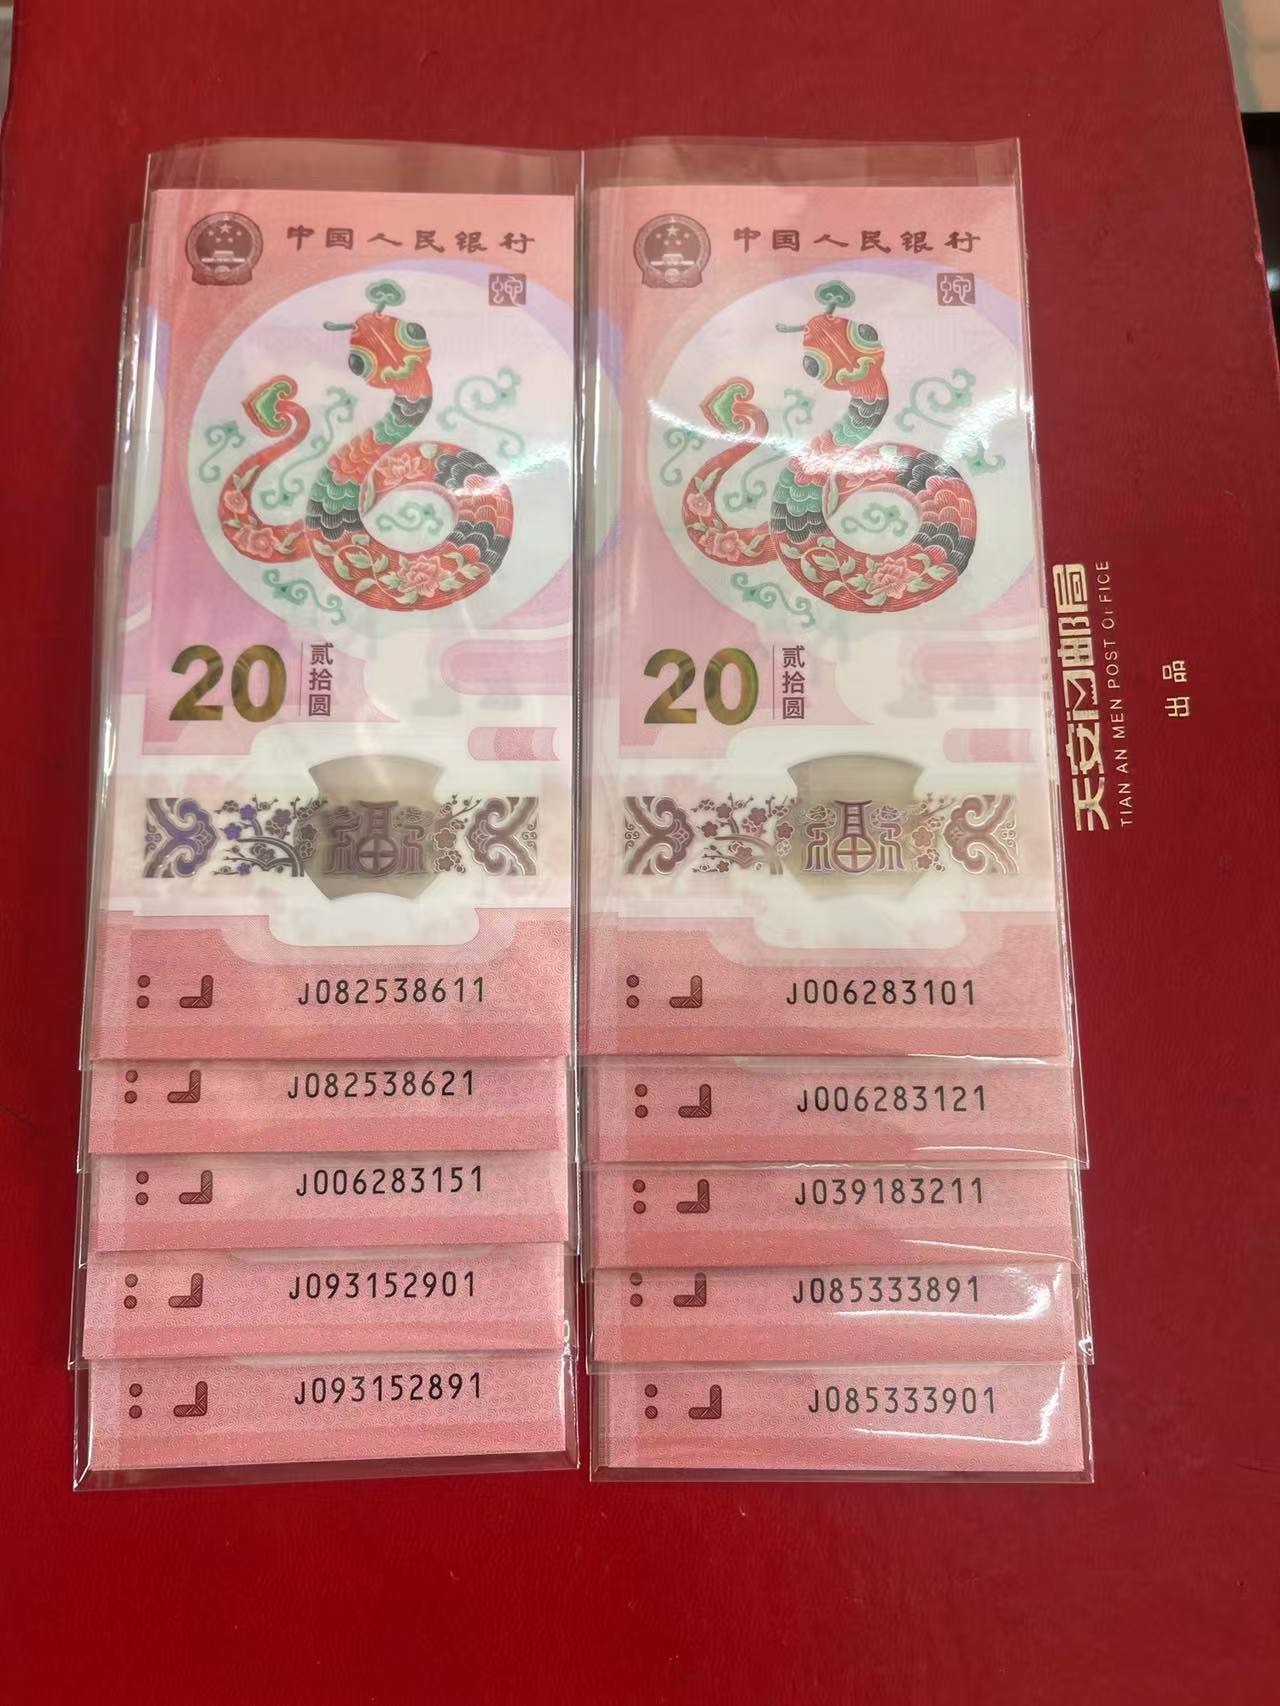 中国人民银行
蛇
20 贰拾圆
J082538611
J082538621
J006283151
J093152901
J093152891
中国人民银行
蛇
20 贰拾圆
J006283101
J006283121
J039183211
J085333891
J085333901
天安门邮局
TIAN AN MEN POST OFFICE
出品